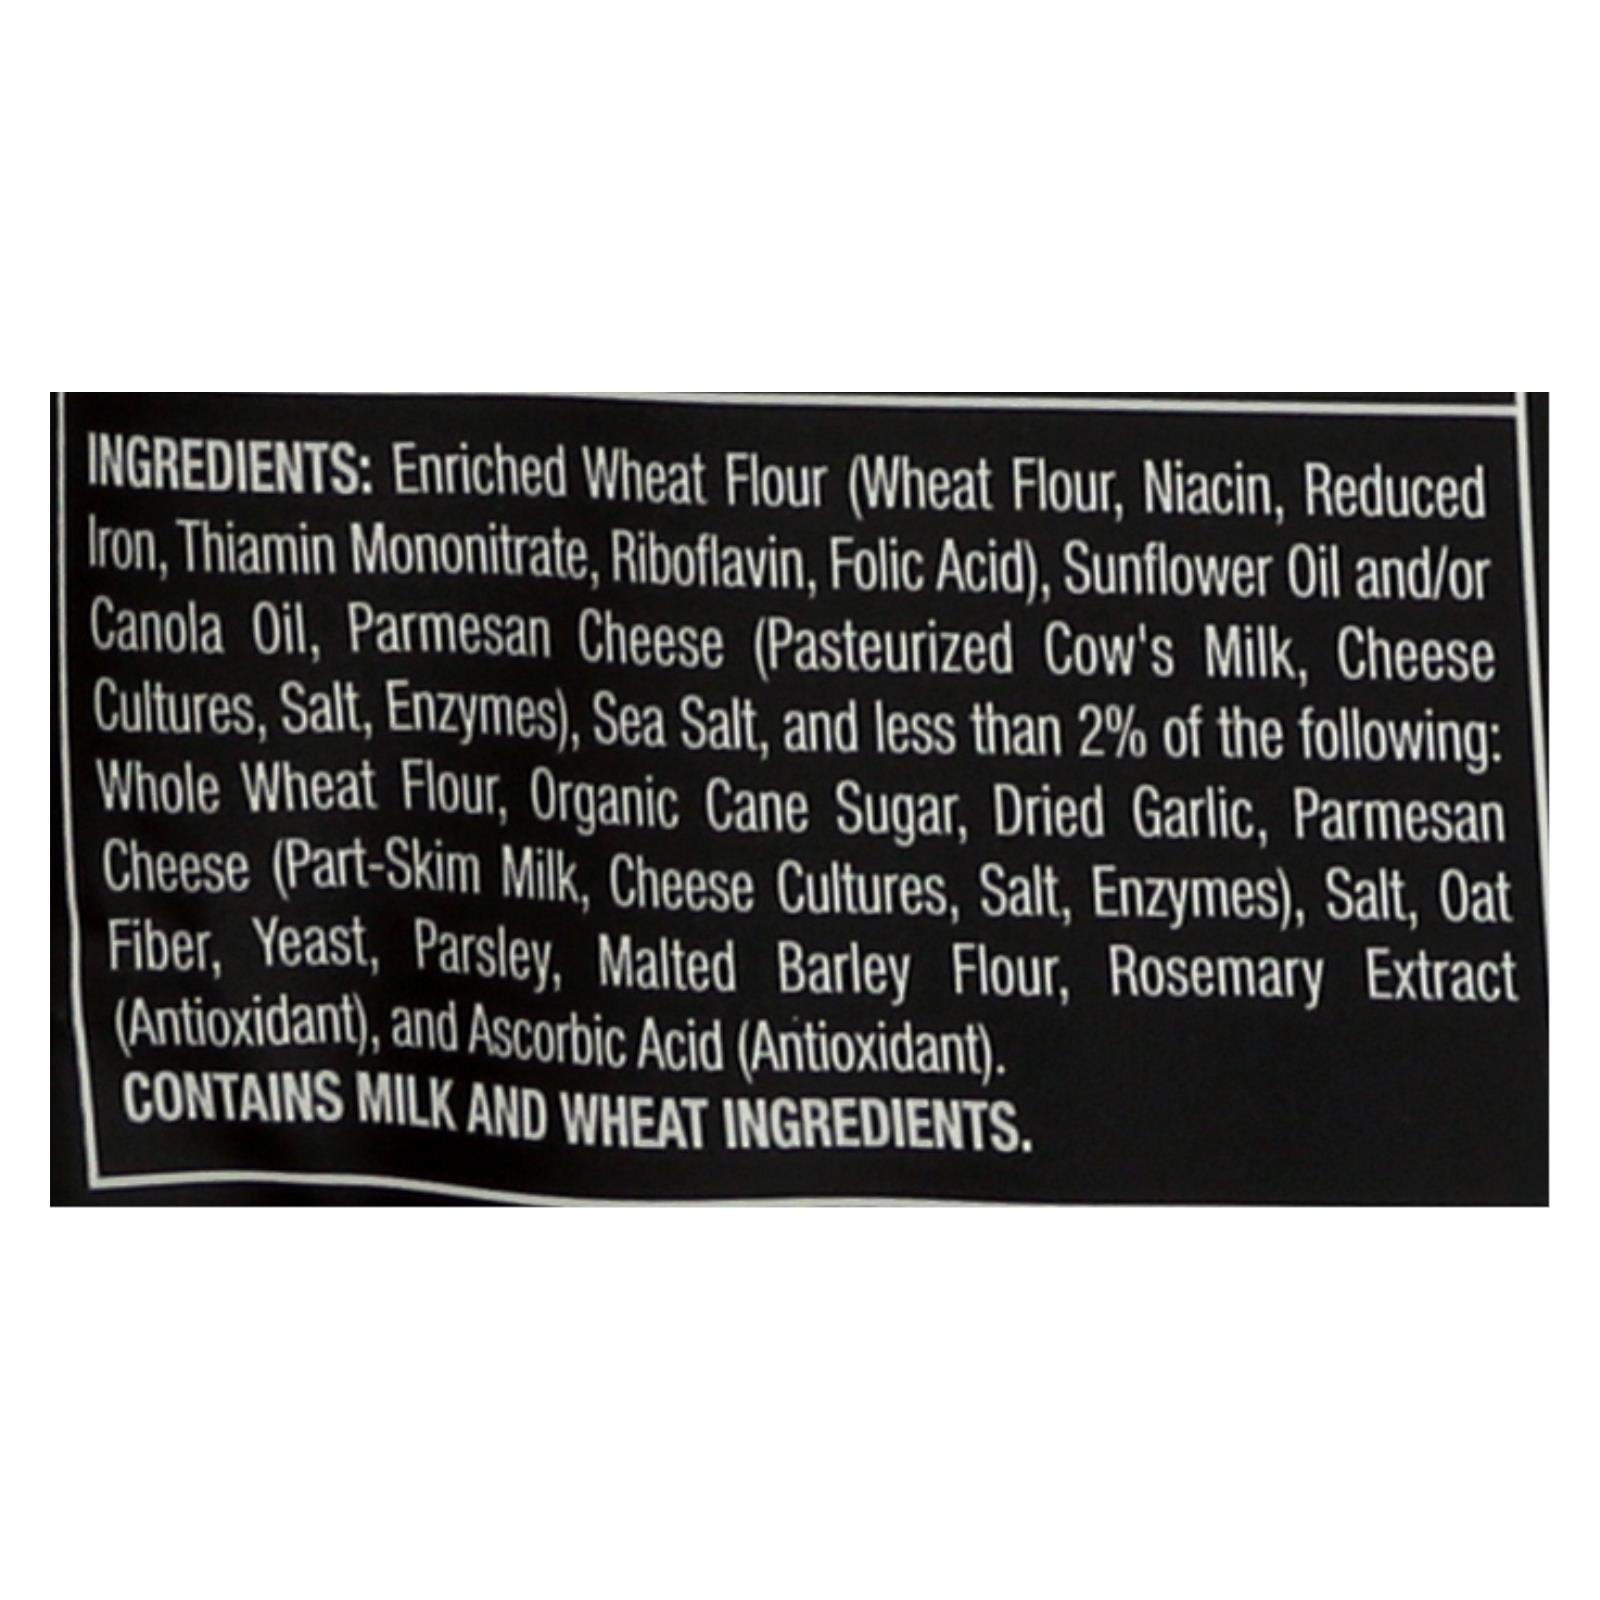 INGREDIENTS: Enriched Wheat Flour (Wheat Flour, Niacin, Reduced
Iron, Thiamin Mononitrate, Riboflavin, Folic Acid), Sunflower Oil and/or
Canola Oil, Parmesan Cheese (Pasteurized Cow's Milk, Cheese
Cultures, Salt, Enzymes), Sea Salt, and less than 2% of the following:
Whole Wheat Flour, Organic Cane Sugar, Dried Garlic, Parmesan
Cheese (Part-Skim Milk, Cheese Cultures, Salt, Enzymes), Salt, Oat
Fiber, Yeast, Parsley, Malted Barley Flour, Rosemary Extract
(Antioxidant), and Ascorbic Acid (Antioxidant).
CONTAINS MILK AND WHEAT INGREDIENTS.